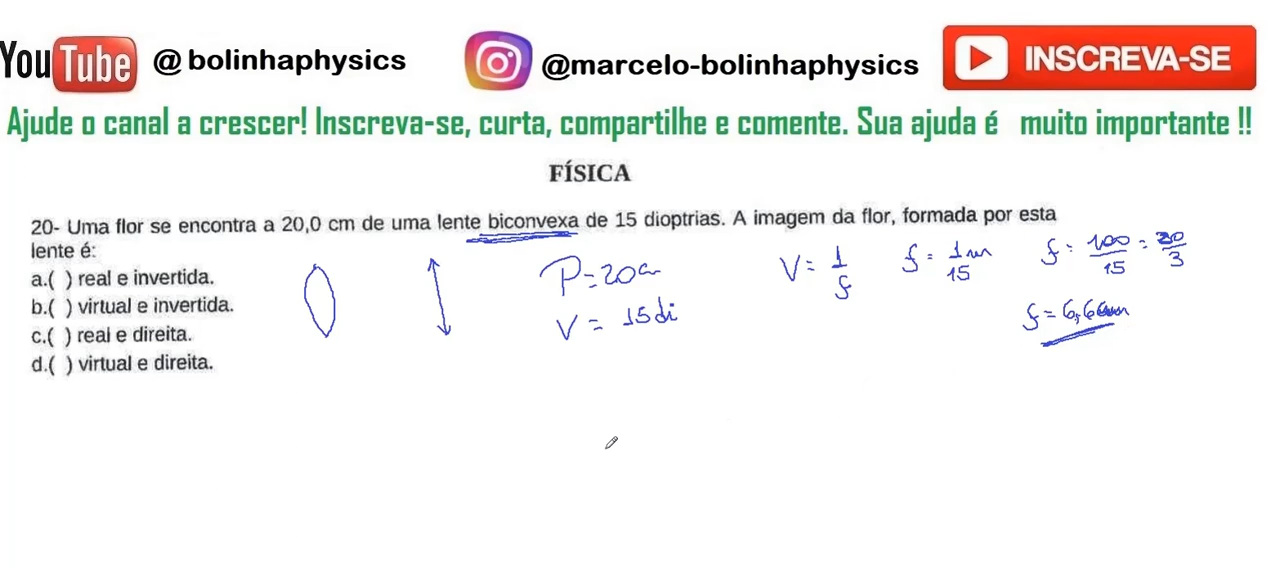 YouTube @bolinhaphysics @marcelo-bolinhaphysics INSCREVA-SE
Ajude o canal a crescer! Inscreva-se, curta, compartilhe e comente. Sua ajuda é muito importante !!
FÍSICA
20- Uma flor se encontra a 20,0 cm de uma lente biconvexa de 15 dioptrias. A imagem da flor, formada por esta
lente é:
a.( ) real e invertida.
b.( ) virtual e invertida.
c.( ) real e direita.
d.( ) virtual e direita.
P=20cm
V = 15di
V = 1/f
f = 1m/15
f = 100/15 = 20/3
f = 6,66cm